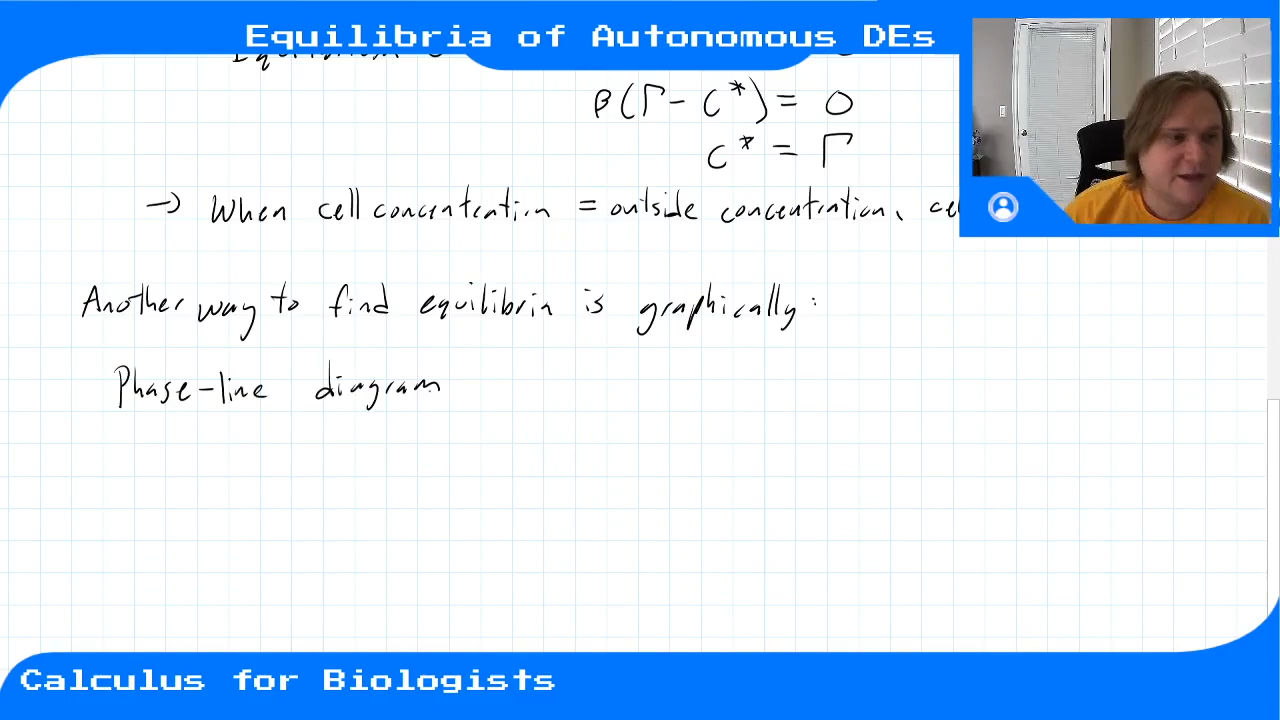 Equilibria of Autonomous DEs
β(Γ - C*) = 0
C* = Γ
→ When cell concentration = outside concentration,
Another way to find equilibria is graphically:
Phase-line diagram
Calculus for Biologists